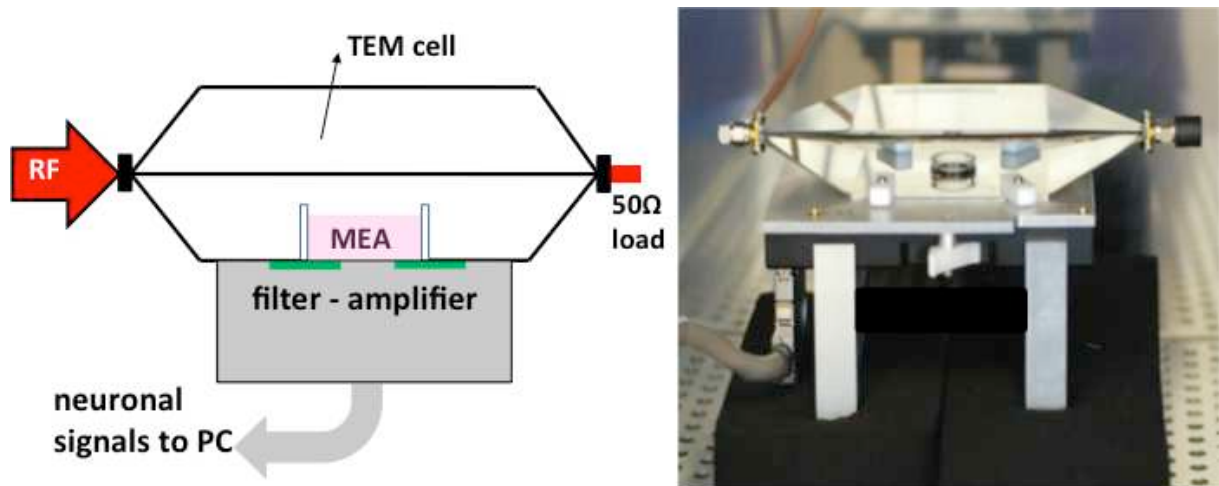 TEM cell
RF
50Ω
load
MEA
filter - amplifier
neuronal
signals to PC